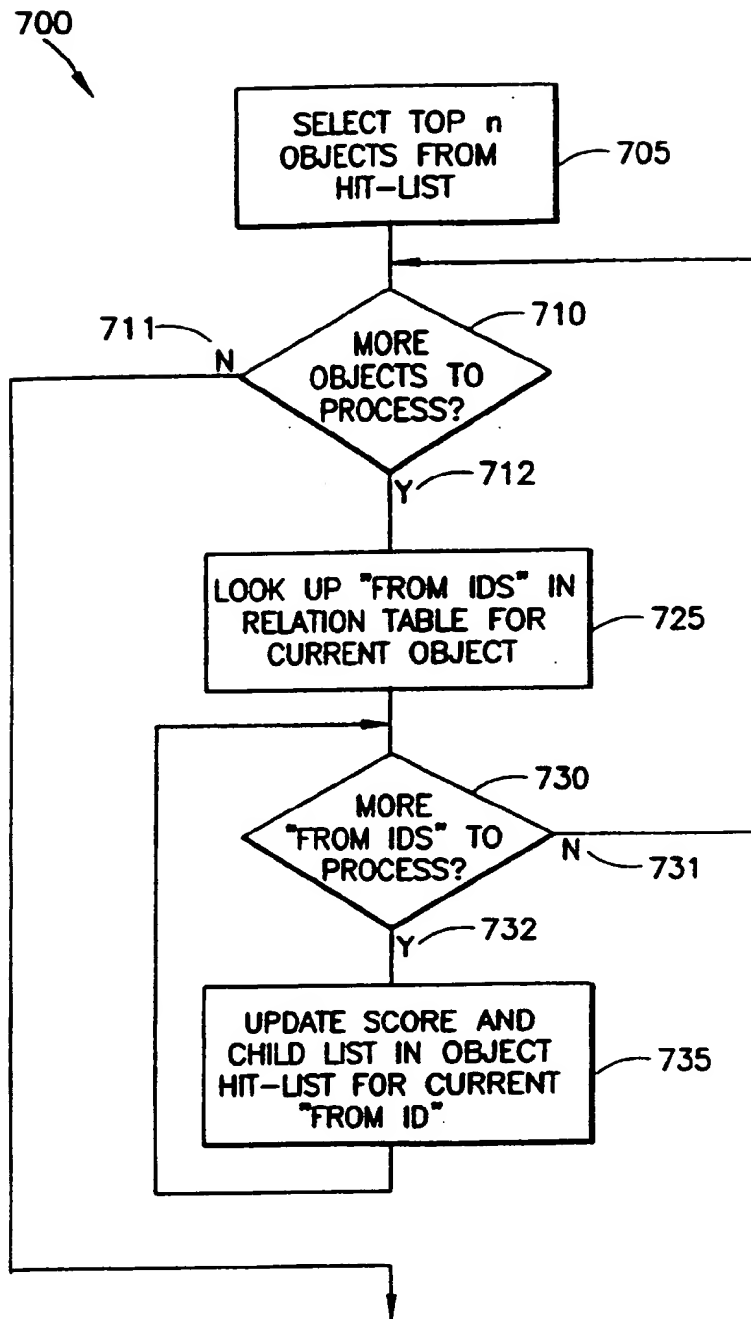 700
SELECT TOP n
OBJECTS FROM
HIT-LIST
705
711
N
710
MORE
OBJECTS TO
PROCESS?
Y
712
LOOK UP "FROM IDS" IN
RELATION TABLE FOR
CURRENT OBJECT
725
730
MORE
"FROM IDS" TO
PROCESS?
N
731
Y
732
UPDATE SCORE AND
CHILD LIST IN OBJECT
HIT-LIST FOR CURRENT
"FROM ID"
735